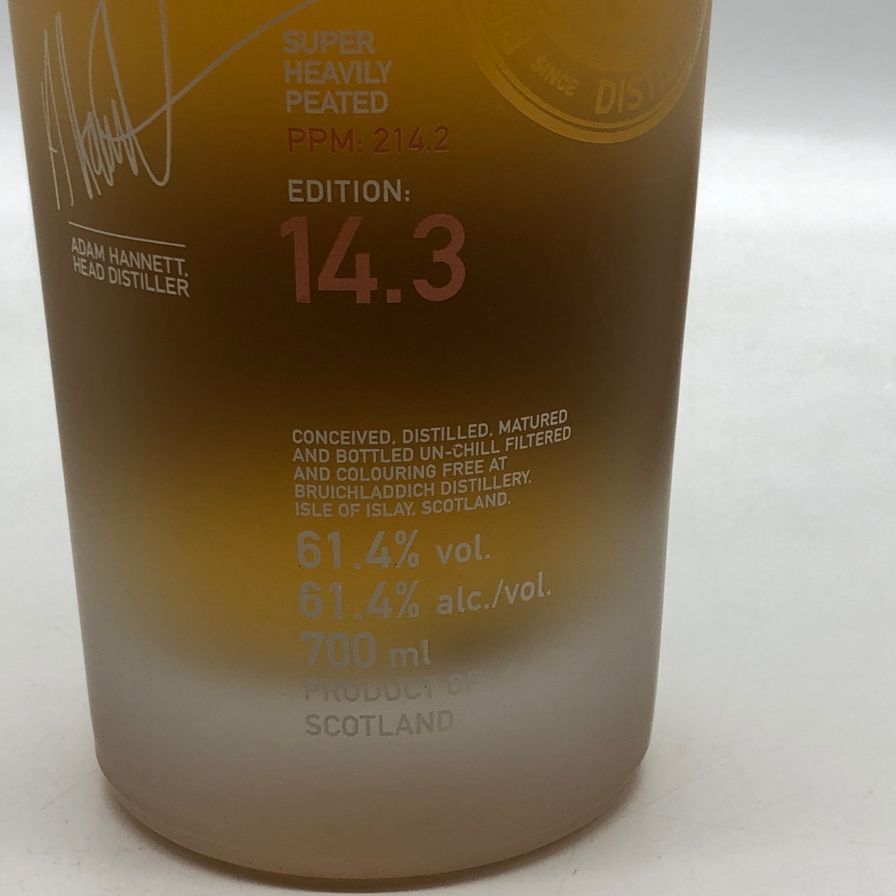 SUPER
HEAVILY
PEATED
PPM: 214.2
EDITION:
14.3
ADAM HANNETT,
HEAD DISTILLER
SINCE
CONCEIVED, DISTILLED, MATURED
AND BOTTLED UN-CHILL FILTERED
AND COLOURING FREE AT
BRUICHLADDICH DISTILLERY,
ISLE OF ISLAY, SCOTLAND.
61.4% vol.
61.4% alc./vol.
700 ml
PRODUCT OF
SCOTLAND